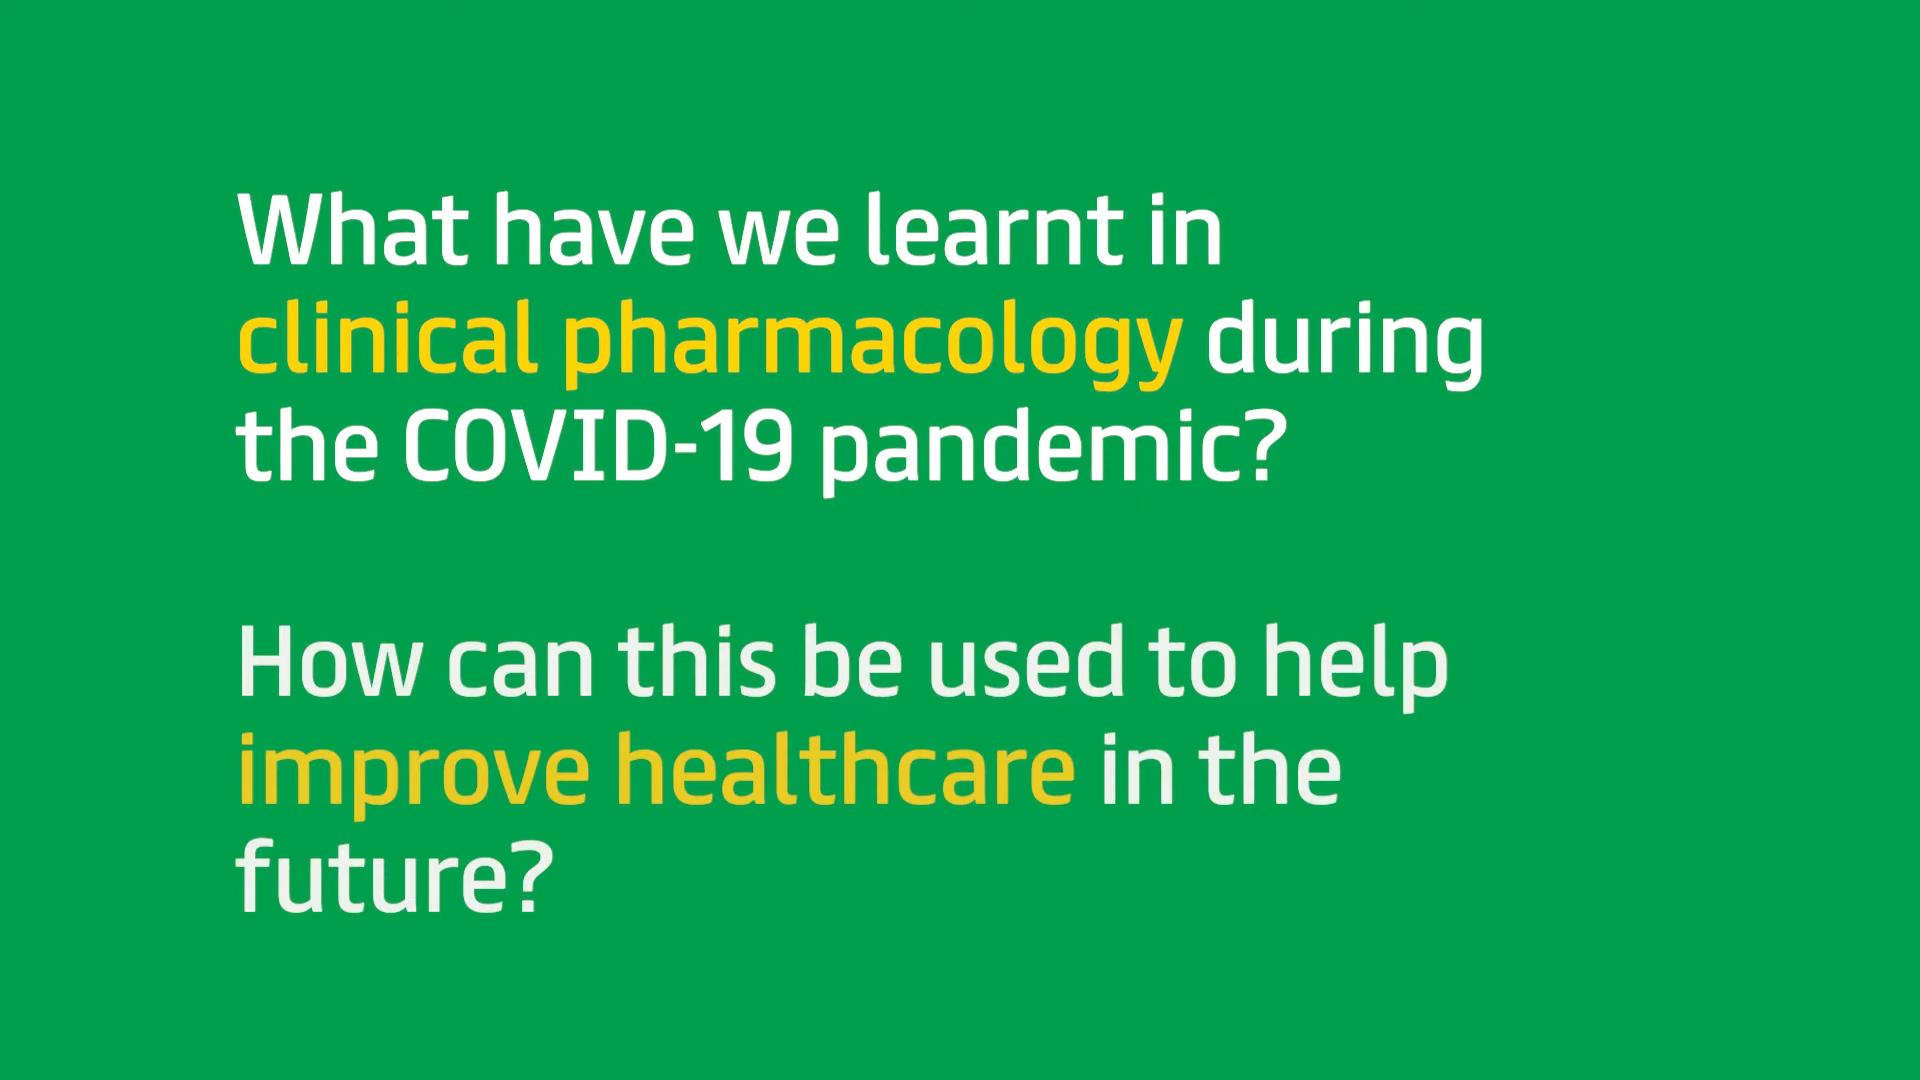 What have we learnt in
clinical pharmacology during
the COVID-19 pandemic?
How can this be used to help
improve healthcare in the
future?